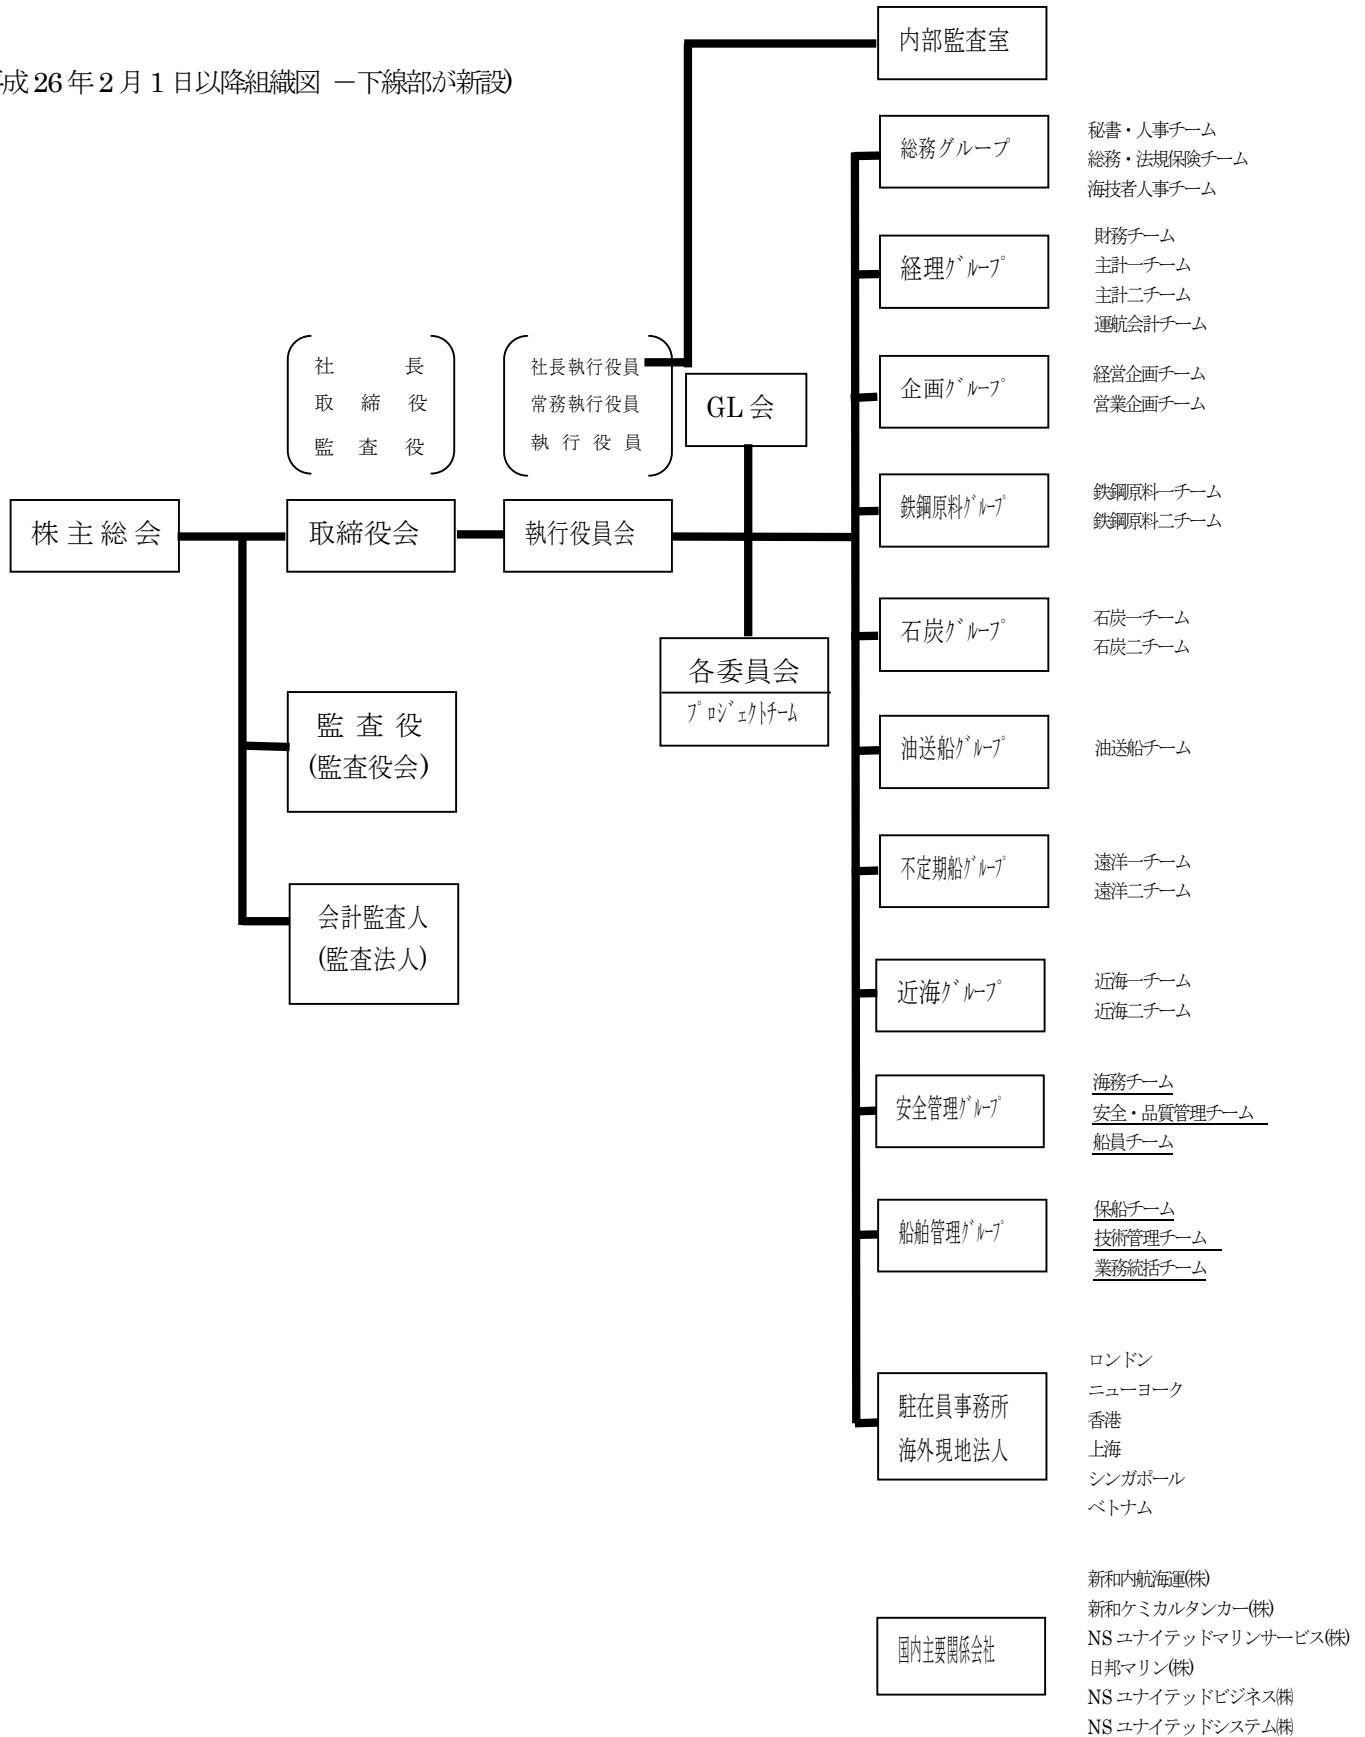 内部監査室
成26年2月1日以降組織図 －下線部が新設)
総務グループ
秘書・人事チーム
総務・法規保険チーム
海技者人事チーム
経理ｸﾞﾙｰﾌﾟ
財務チーム
主計一チーム
主計二チーム
運航会計チーム
社長
取締役
監査役
社長執行役員
常務執行役員
執行役員
GL会
企画ｸﾞﾙｰﾌﾟ
経営企画チーム
営業企画チーム
株主総会
取締役会
執行役員会
鉄鋼原料ｸﾞﾙｰﾌﾟ
鉄鋼原料一チーム
鉄鋼原料二チーム
各委員会
ﾌﾟﾛｼﾞｪｸﾄﾁｰﾑ
石炭ｸﾞﾙｰﾌﾟ
石炭一チーム
石炭二チーム
監査役
(監査役会)
油送船ｸﾞﾙｰﾌﾟ
油送船チーム
会計監査人
(監査法人)
不定期船ｸﾞﾙｰﾌﾟ
遠洋一チーム
遠洋二チーム
近海ｸﾞﾙｰﾌﾟ
近海一チーム
近海二チーム
安全管理ｸﾞﾙｰﾌﾟ
海務チーム
安全・品質管理チーム
船員チーム
船舶管理ｸﾞﾙｰﾌﾟ
保船チーム
技術管理チーム
業務統括チーム
駐在員事務所
海外現地法人
ロンドン
ニューヨーク
香港
上海
シンガポール
ベトナム
国内主要関係会社
新和内航海運(株)
新和ケミカルタンカー(株)
NSユナイテッドマリンサービス(株)
日邦マリン(株)
NSユナイテッドビジネス㈱
NSユナイテッドシステム㈱